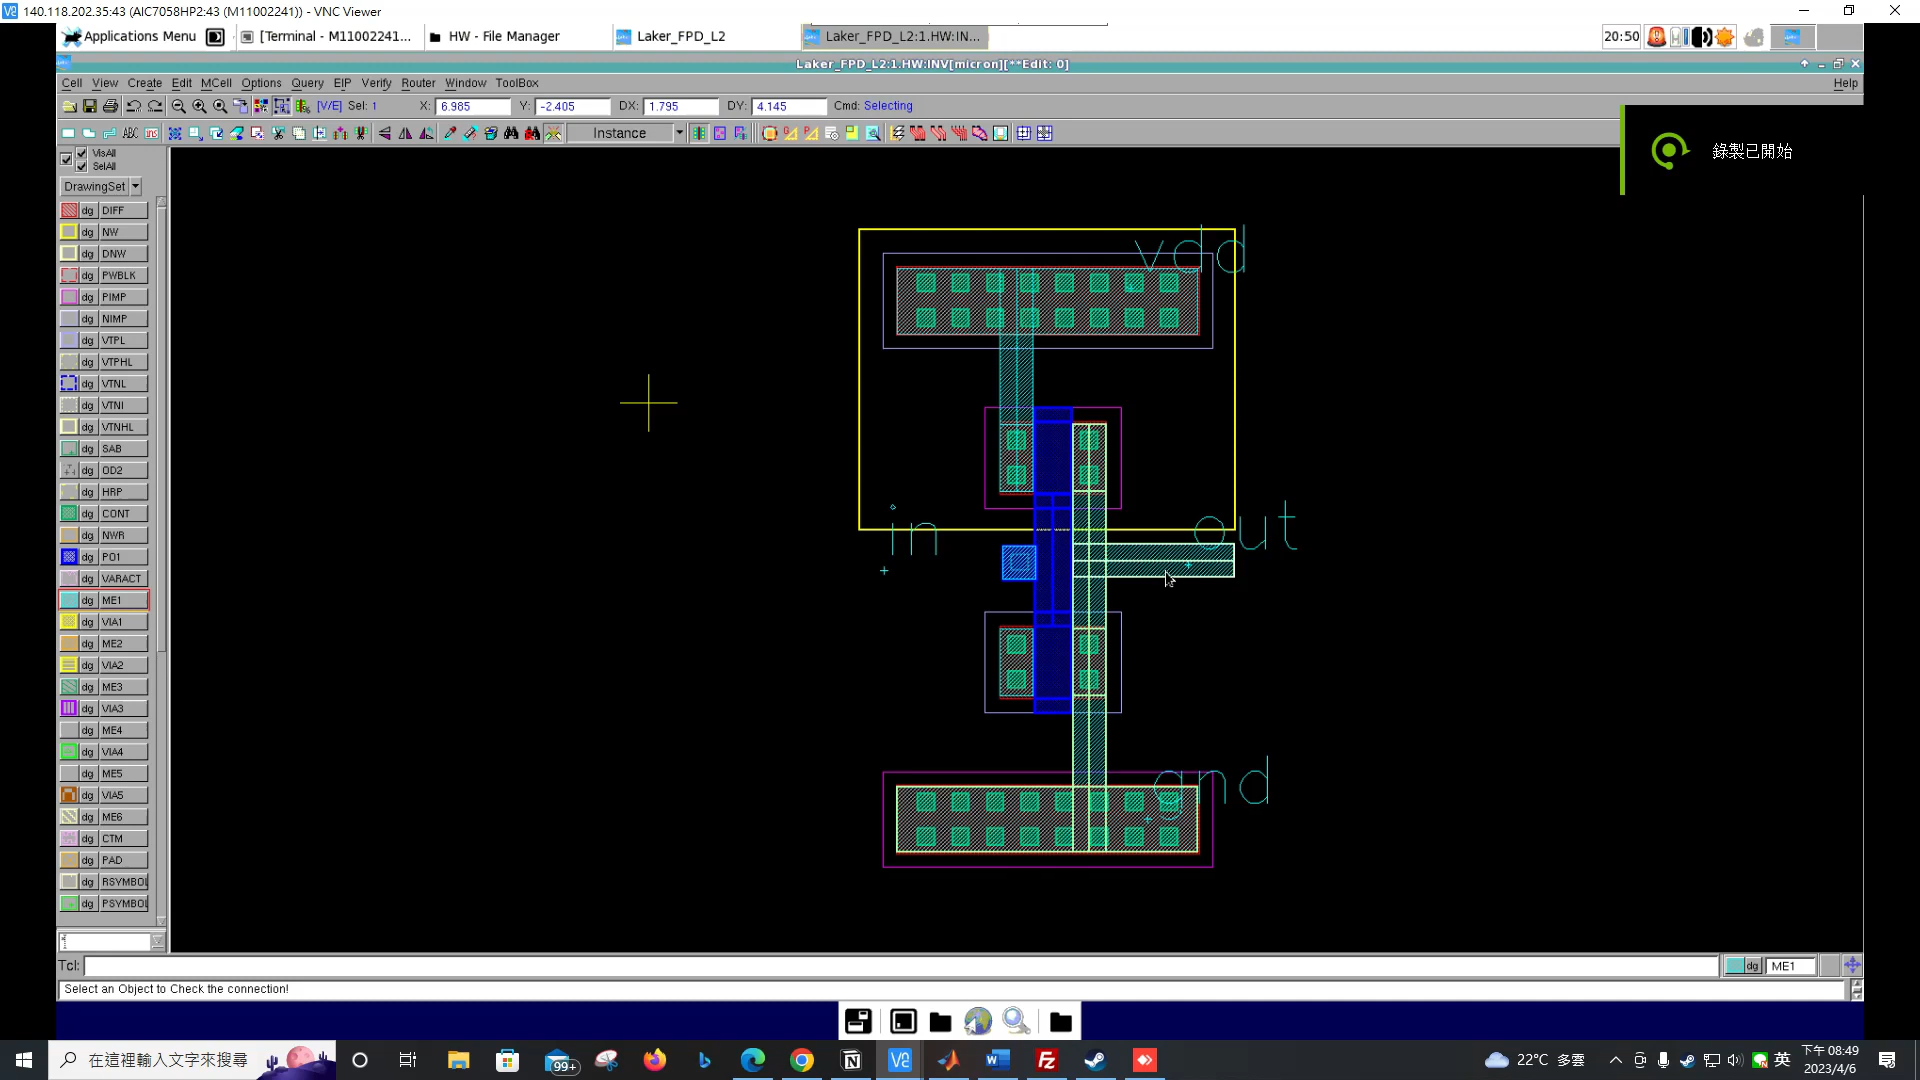 140.118.202.35:43 (AIC7058HP2:43 (M11002241)) - VNC Viewer
Applications Menu [Terminal - M11002241... HW - File Manager Laker_FPD_L2 Laker_FPD_L2:1.HW:IN... 20:50
Laker_FPD_L2:1.HW:INV[micron][**Edit: 0]
Cell View Create Edit MCell Options Query EIP Verify Router Window ToolBox Help
[V/E] Sel: 1 X: 6.985 Y: -2.405 DX: 1.795 DY: 4.145 Cmd: Selecting
ABC Instance
VisAll
SelAll
錄製已開始
DrawingSet
dg DIFF
dg NW
dg DNW
dg PWBLK
dg PIMP
dg NIMP
dg VTPL
dg VTPHL
dg VTNL
dg VTNI
dg VTNHL
dg SAB
dg OD2
dg HRP
dg CONT
dg NWR
dg PO1
dg VARACT
dg ME1
dg VIA1
dg ME2
dg VIA2
dg ME3
dg VIA3
dg ME4
dg VIA4
dg ME5
dg VIA5
dg ME6
dg CTM
dg PAD
dg RSYMBOL
dg PSYMBOL
vdd
in
out
gnd
Tcl: dg ME1
Select an Object to Check the connection!
在這裡輸入文字來搜尋 99+ 22°C 多雲 英 下午 08:49
2023/4/6